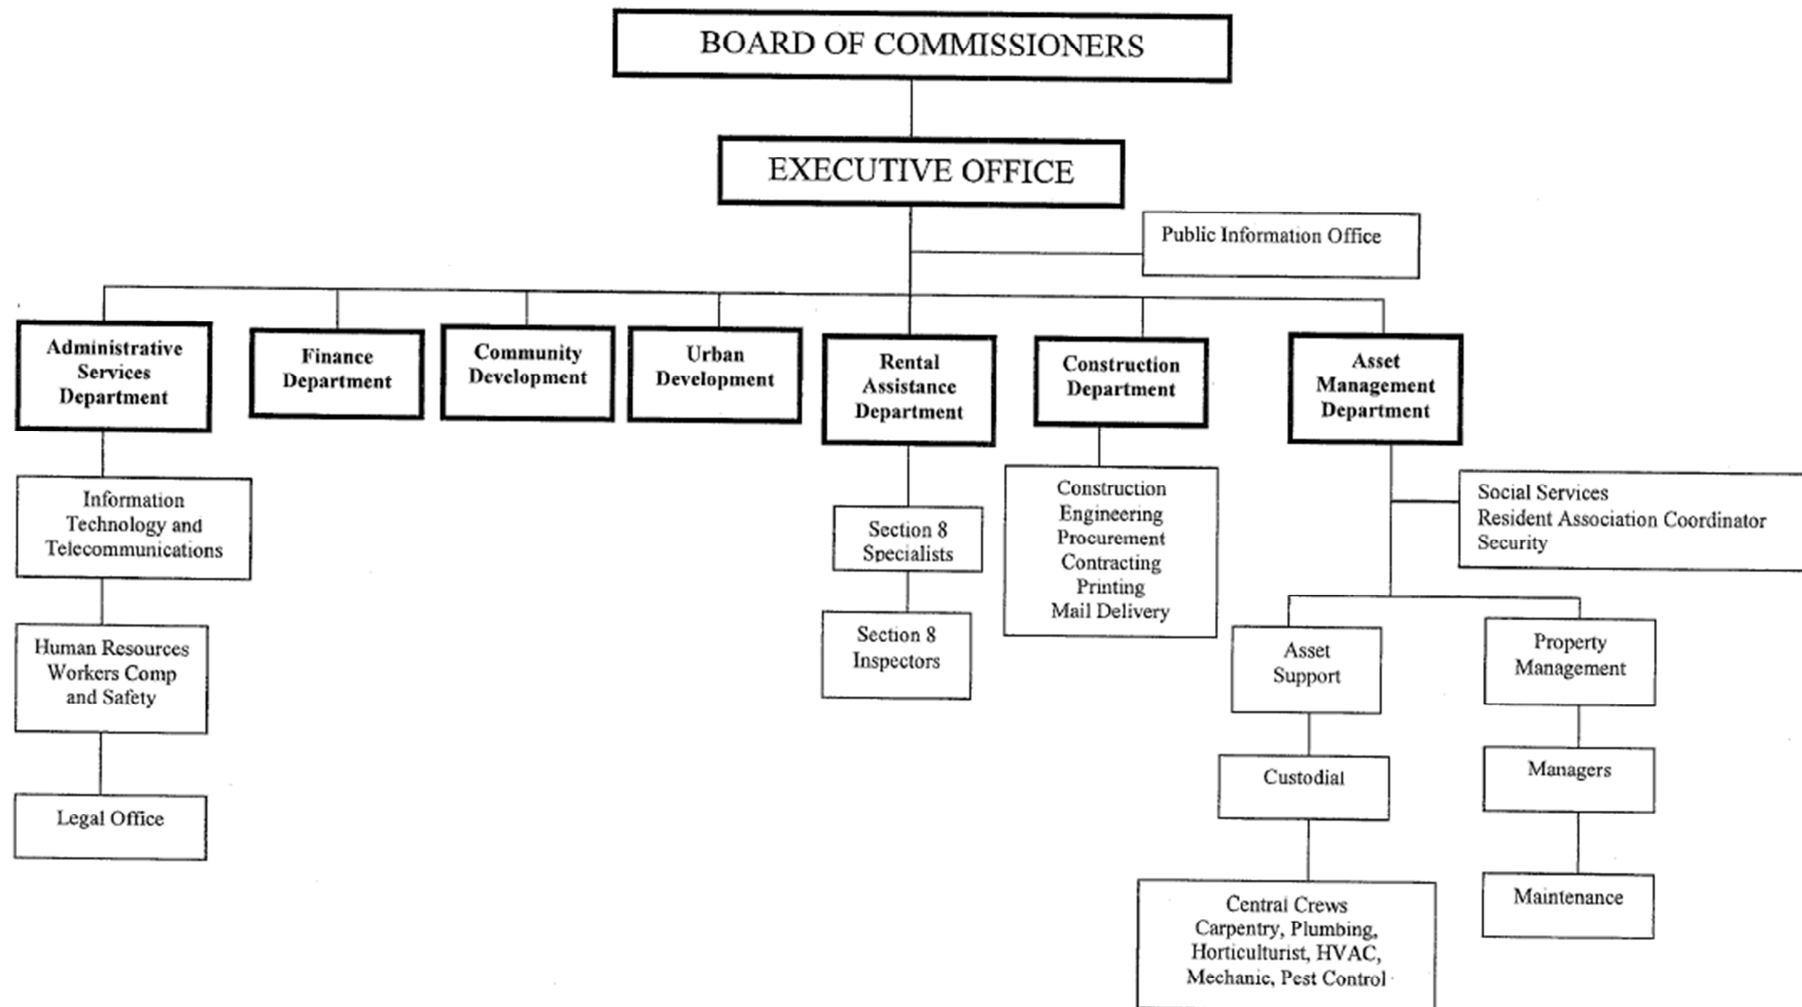 BOARD OF COMMISSIONERS
EXECUTIVE OFFICE
Public Information Office
Administrative
Services
Department
Finance
Department
Community
Development
Urban
Development
Rental
Assistance
Department
Construction
Department
Asset
Management
Department
Information
Technology and
Telecommunications
Human Resources
Workers Comp
and Safety
Legal Office
Section 8
Specialists
Section 8
Inspectors
Construction
Engineering
Procurement
Contracting
Printing
Mail Delivery
Social Services
Resident Association Coordinator
Security
Asset
Support
Custodial
Central Crews
Carpentry, Plumbing,
Horticulturist, HVAC,
Mechanic, Pest Control
Property
Management
Managers
Maintenance